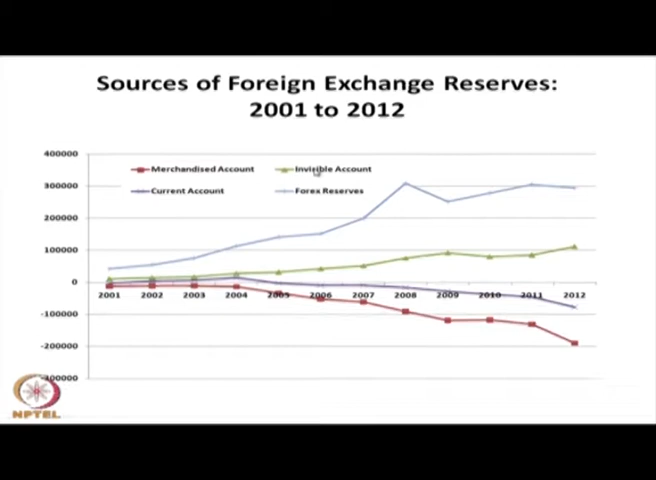 Sources of Foreign Exchange Reserves:
2001 to 2012
400000
Merchandised Account
Invisible Account
300000
Current Account
Forex Reserves
200000
100000
0
2001 2002 2003 2004 2005 2006 2007 2008 2009 2010 2011 2012
-100000
-200000
NPTEL